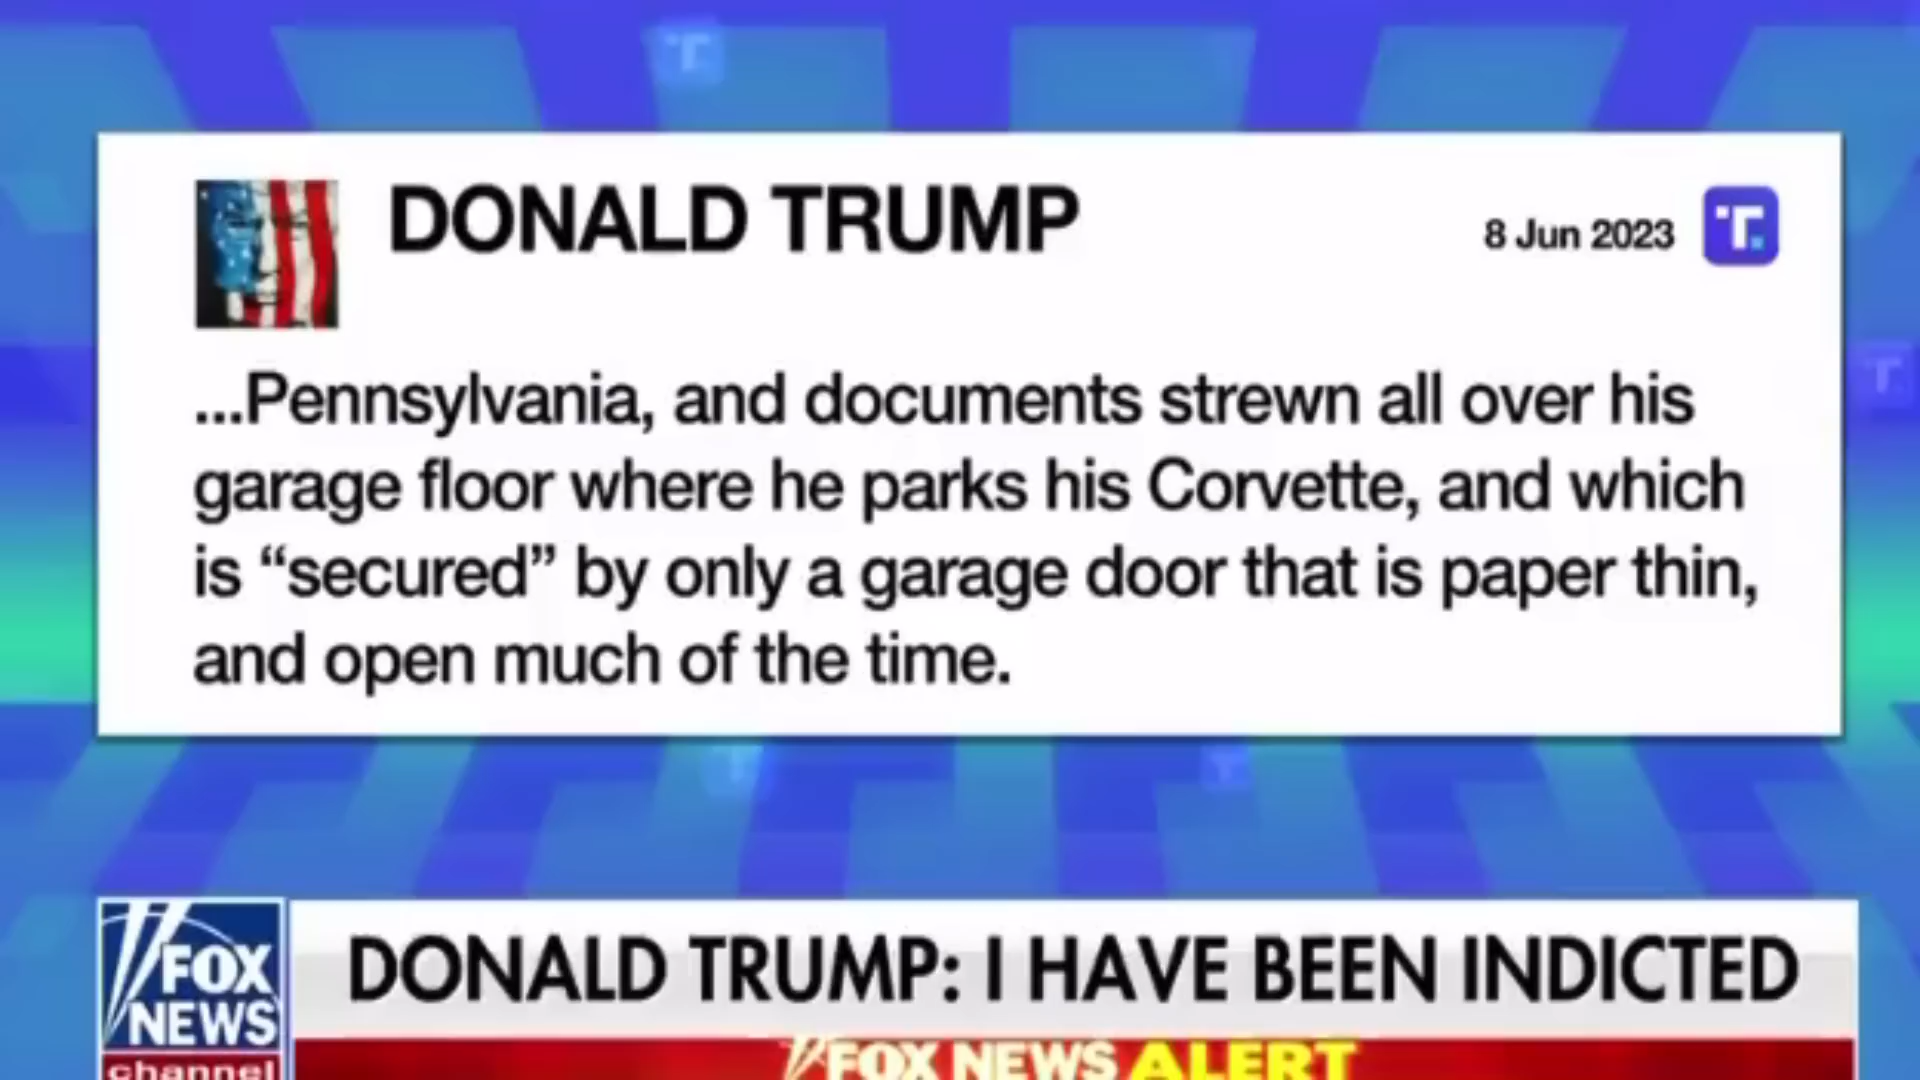 DONALD TRUMP
8 Jun 2023
T.
...Pennsylvania, and documents strewn all over his
garage floor where he parks his Corvette, and which
is “secured” by only a garage door that is paper thin,
and open much of the time.
FOX
NEWS
channel
DONALD TRUMP: I HAVE BEEN INDICTED
FOX NEWS ALERT